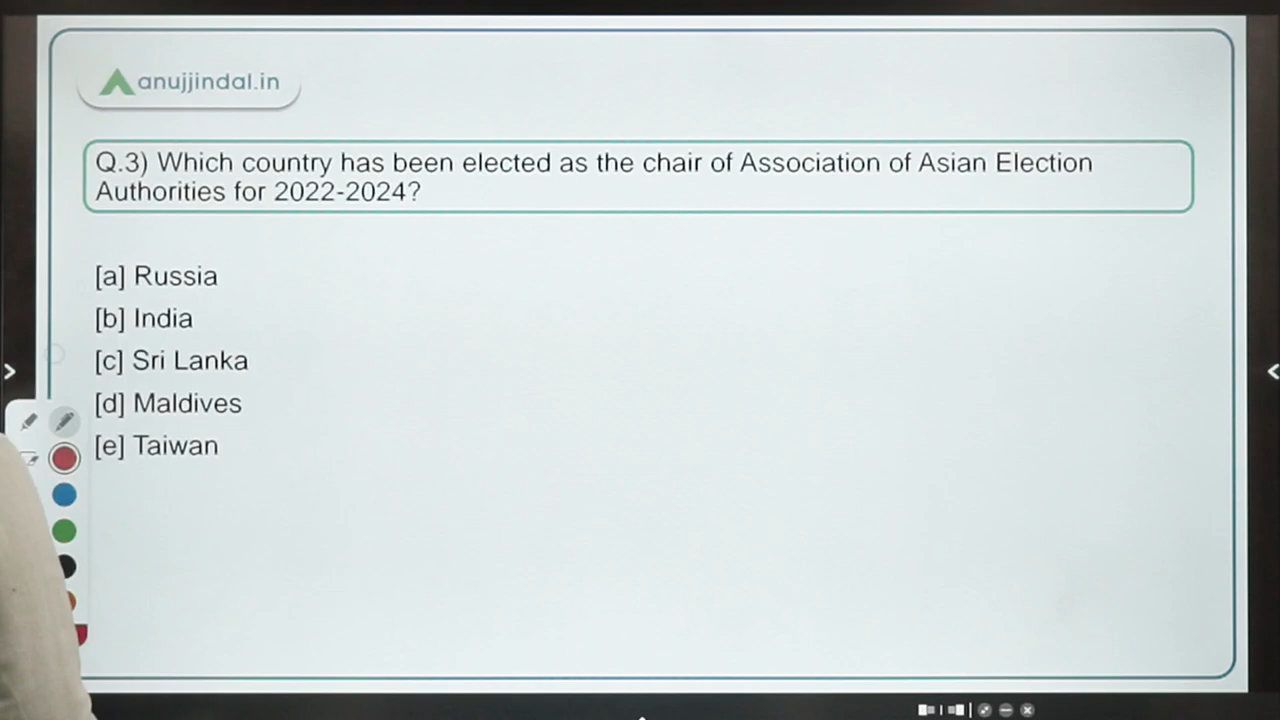 anujjindal.in
Q.3) Which country has been elected as the chair of Association of Asian Election
Authorities for 2022-2024?
[a] Russia
[b] India
[c] Sri Lanka
[d] Maldives
[e] Taiwan